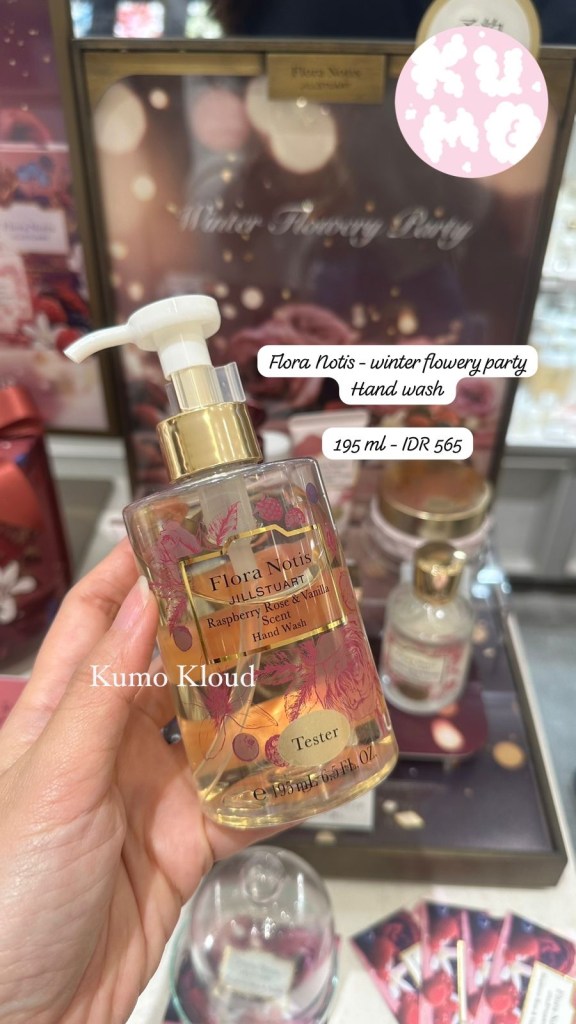 KU
MO
Flora Notis
Winter Flowery Party
Flora Notis - winter flowery party
Hand wash
195 ml - IDR 565
Flora Notis
JILLSTUART
Raspberry Rose & Vanilla
Scent
Hand Wash
Kumo Kloud
Tester
e 195 mL 6.5 FL. OZ.